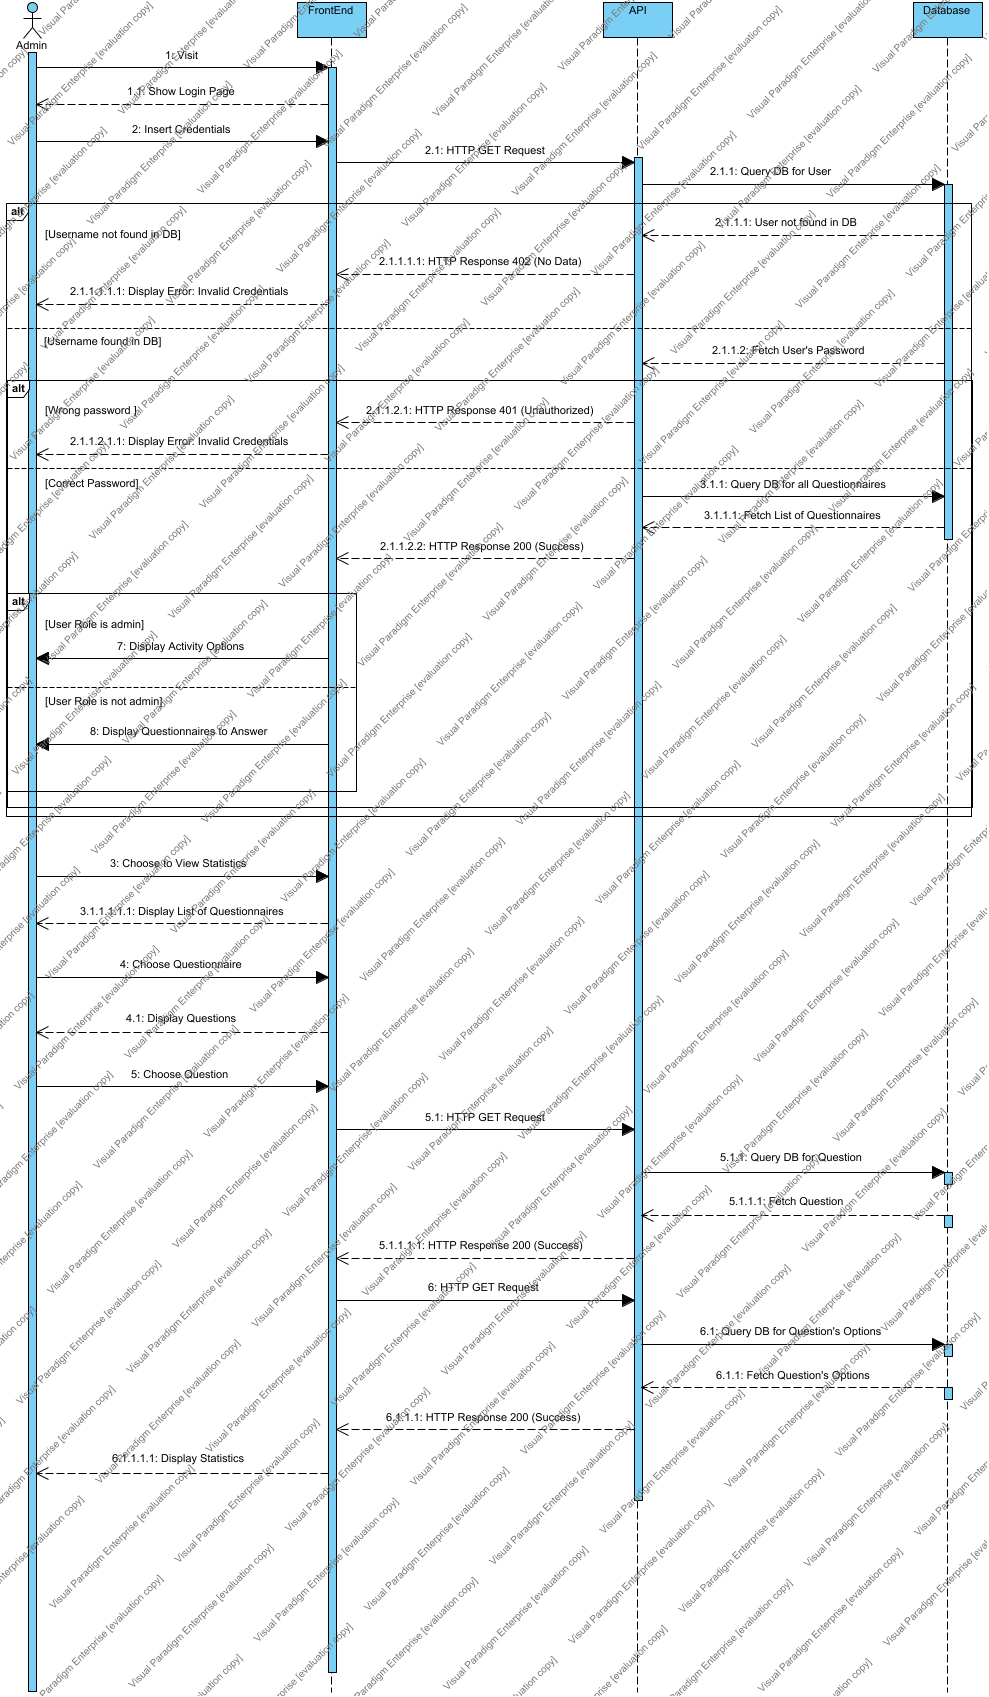 Admin
FrontEnd
API
Database
1: Visit
1.1: Show Login Page
2: Insert Credentials
2.1: HTTP GET Request
2.1.1: Query DB for User
alt
2.1.1.1: User not found in DB
[Username not found in DB]
2.1.1.1.1: HTTP Response 402 (No Data)
2.1.1.1.1.1: Display Error: Invalid Credentials
[Username found in DB]
2.1.1.2: Fetch User's Password
alt
[Wrong password ]
2.1.1.2.1: HTTP Response 401 (Unauthorized)
2.1.1.2.1.1: Display Error: Invalid Credentials
[Correct Password]
3.1.1: Query DB for all Questionnaires
3.1.1.1: Fetch List of Questionnaires
2.1.1.2.2: HTTP Response 200 (Success)
alt
[User Role is admin]
7: Display Activity Options
[User Role is not admin]
8: Display Questionnaires to Answer
3: Choose to View Statistics
3.1.1.1.1.1: Display List of Questionnaires
4: Choose Questionnaire
4.1: Display Questions
5: Choose Question
5.1: HTTP GET Request
5.1.1: Query DB for Question
5.1.1.1: Fetch Question
5.1.1.1.1: HTTP Response 200 (Success)
6: HTTP GET Request
6.1: Query DB for Question's Options
6.1.1: Fetch Question's Options
6.1.1.1: HTTP Response 200 (Success)
6.1.1.1.1: Display Statistics
Visual Paradigm Enterprise [evaluation copy]